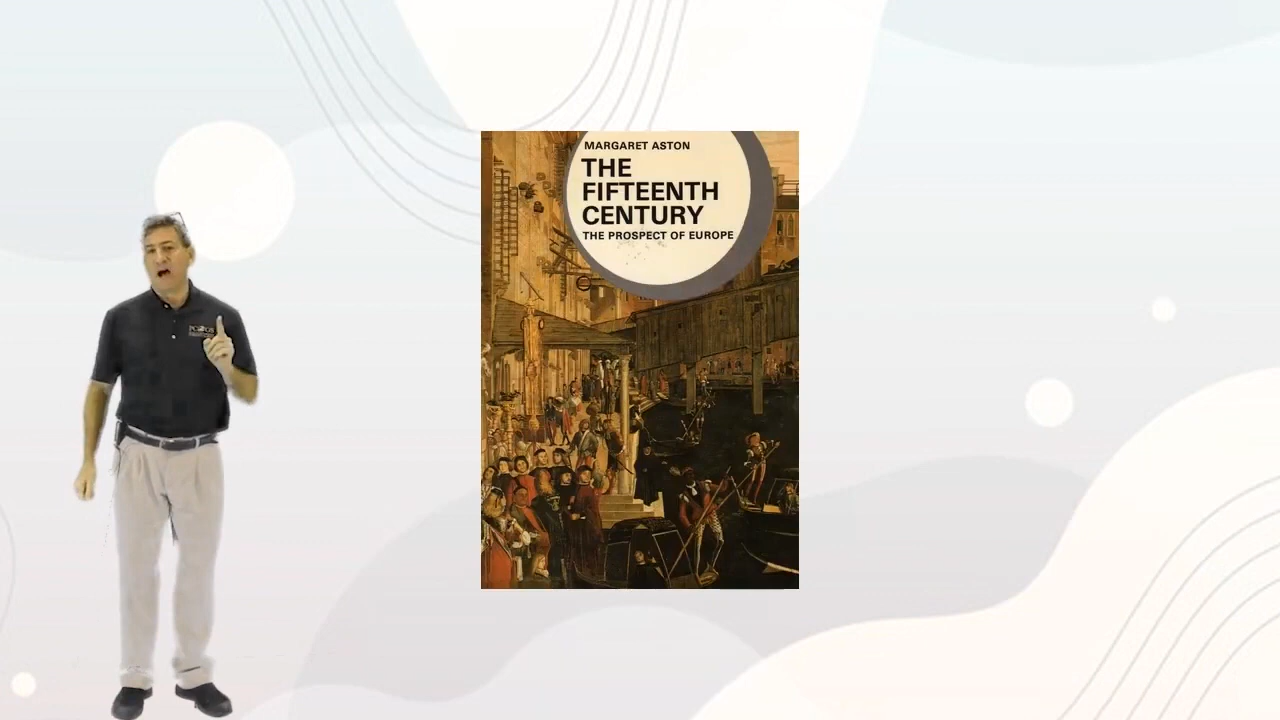 MARGARET ASTON
THE
FIFTEENTH
CENTURY
THE PROSPECT OF EUROPE